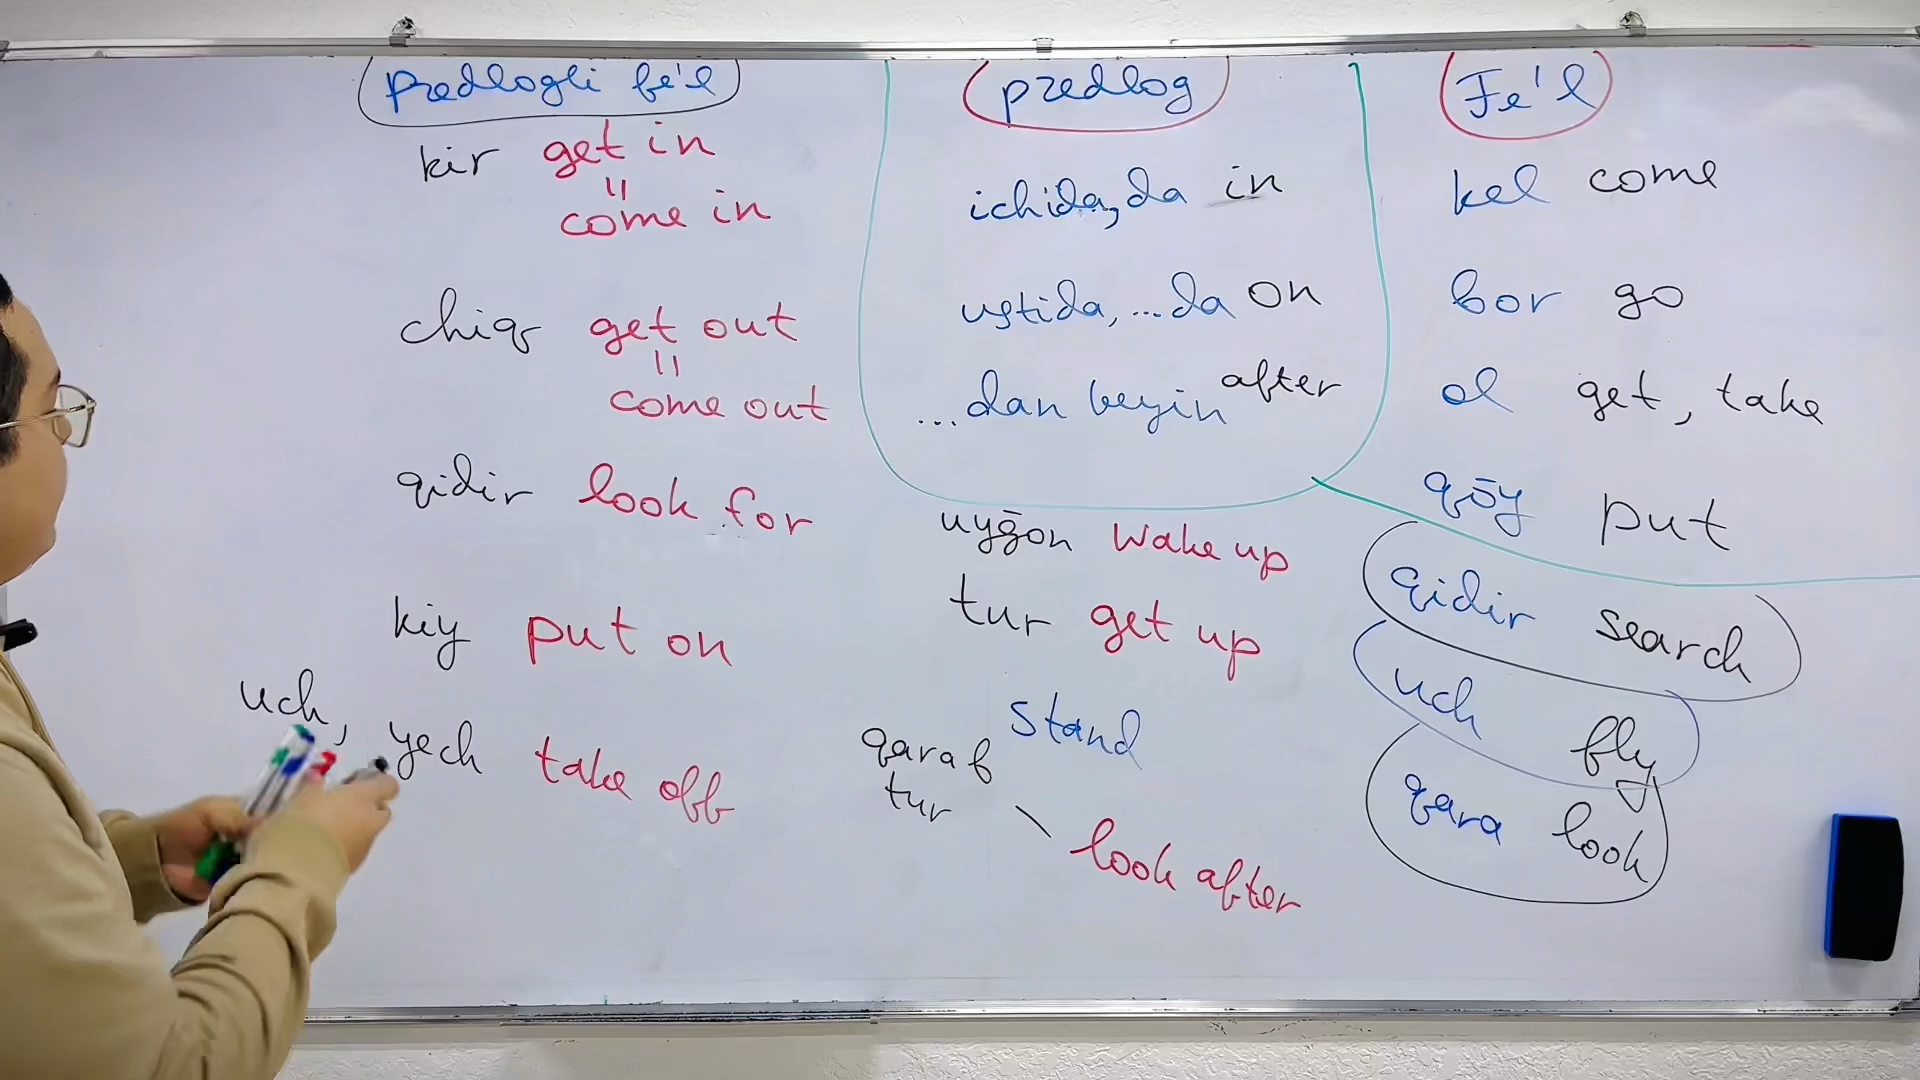 predlogli fe'l
kir get in
=
come in
chiq get out
=
come out
qidir look for
kiy put on
uch, yech take off
predlog
ichida, da in
ustida, ...da on
...dan keyin after
uyḡon wake up
tur get up
stand
qarab
tur
look after
Fe'l
kel come
bor go
ol get, take
qōy put
qidir search
uch fly
qara look